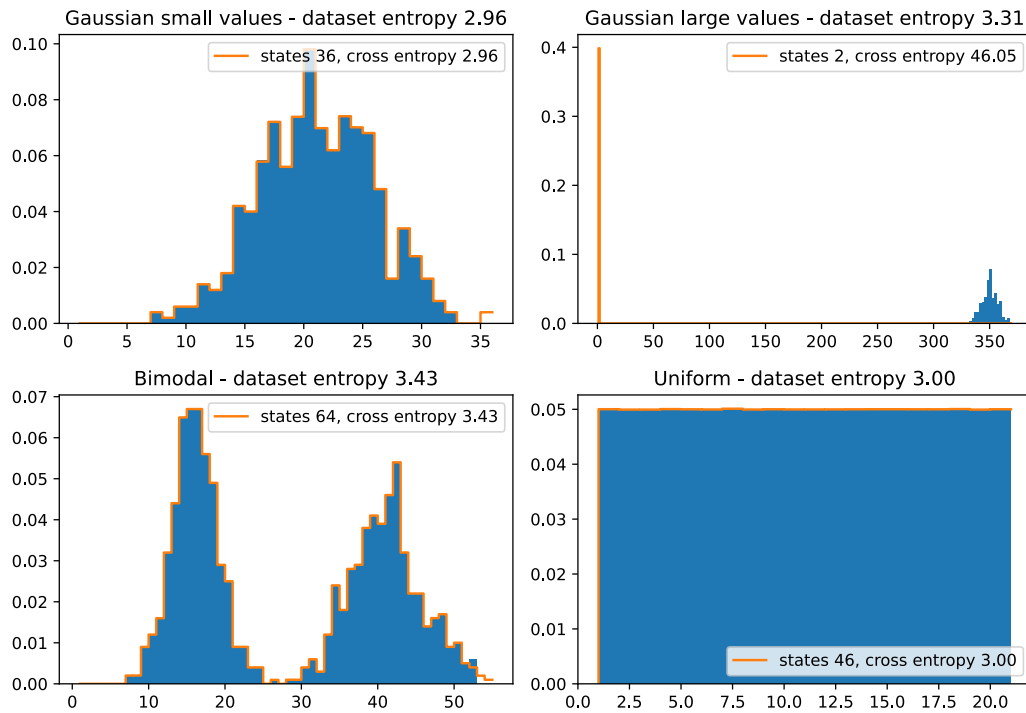 Gaussian small values - dataset entropy 2.96
states 36, cross entropy 2.96
0.10
0.08
0.06
0.04
0.02
0.00
0 5 10 15 20 25 30 35
Gaussian large values - dataset entropy 3.31
states 2, cross entropy 46.05
0.4
0.3
0.2
0.1
0.0
0 50 100 150 200 250 300 350
Bimodal - dataset entropy 3.43
states 64, cross entropy 3.43
0.07
0.06
0.05
0.04
0.03
0.02
0.01
0.00
0 10 20 30 40 50
Uniform - dataset entropy 3.00
0.05
0.04
0.03
0.02
0.01
0.00
states 46, cross entropy 3.00
0.0 2.5 5.0 7.5 10.0 12.5 15.0 17.5 20.0